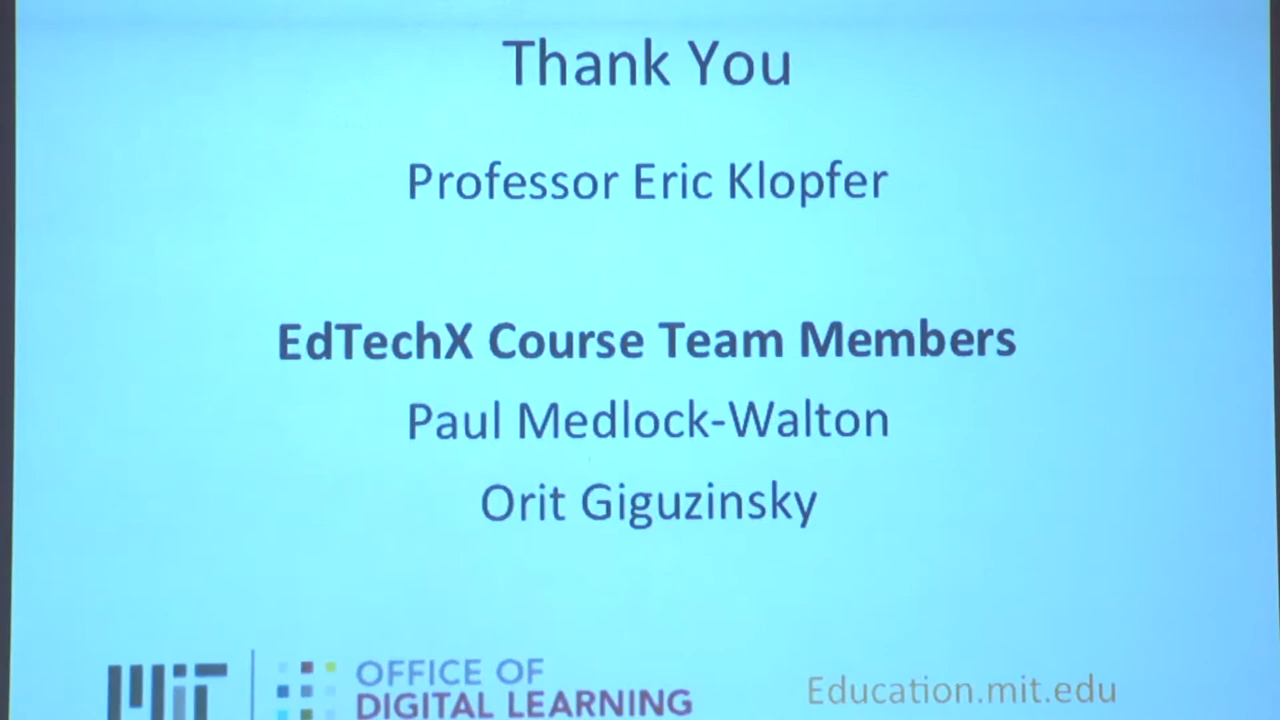 Thank You
Professor Eric Klopfer
EdTechX Course Team Members
Paul Medlock-Walton
Orit Giguzinsky
MIT
OFFICE OF
DIGITAL LEARNING
Education.mit.edu